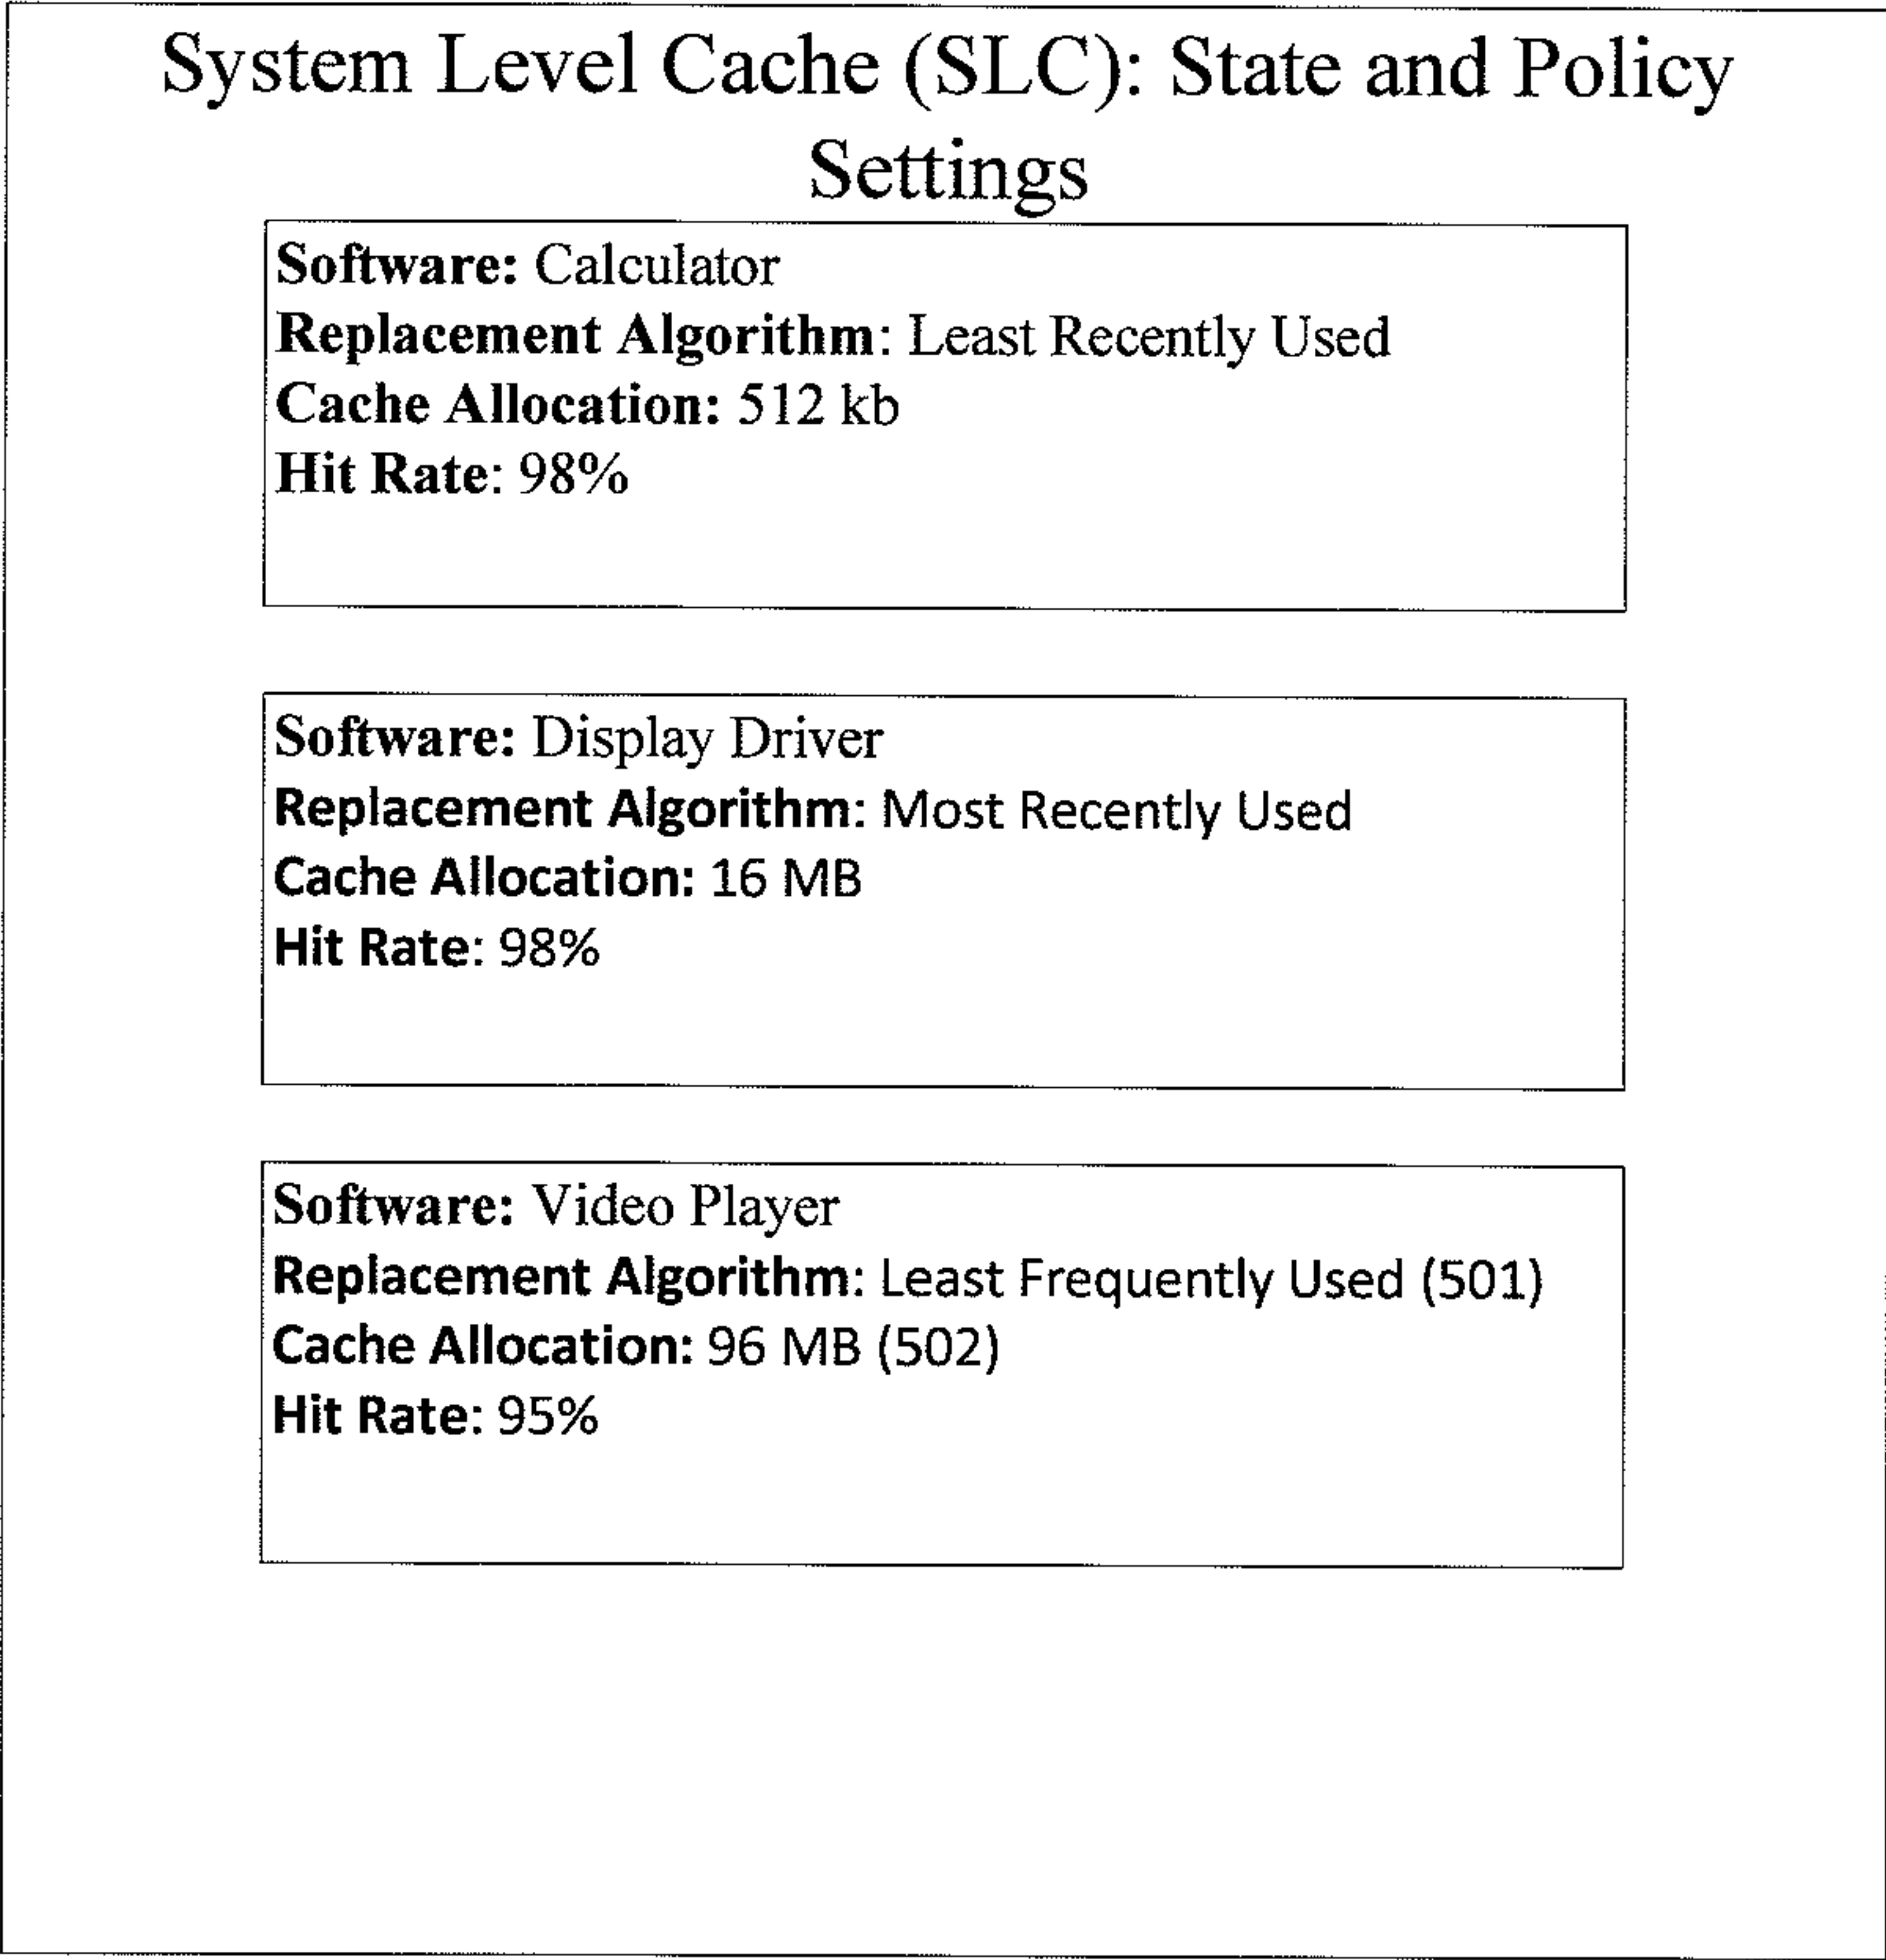 System Level Cache (SLC): State and Policy
Settings
Software: Calculator
Replacement Algorithm: Least Recently Used
Cache Allocation: 512 kb
Hit Rate: 98%
Software: Display Driver
Replacement Algorithm: Most Recently Used
Cache Allocation: 16 MB
Hit Rate: 98%
Software: Video Player
Replacement Algorithm: Least Frequently Used (501)
Cache Allocation: 96 MB (502)
Hit Rate: 95%